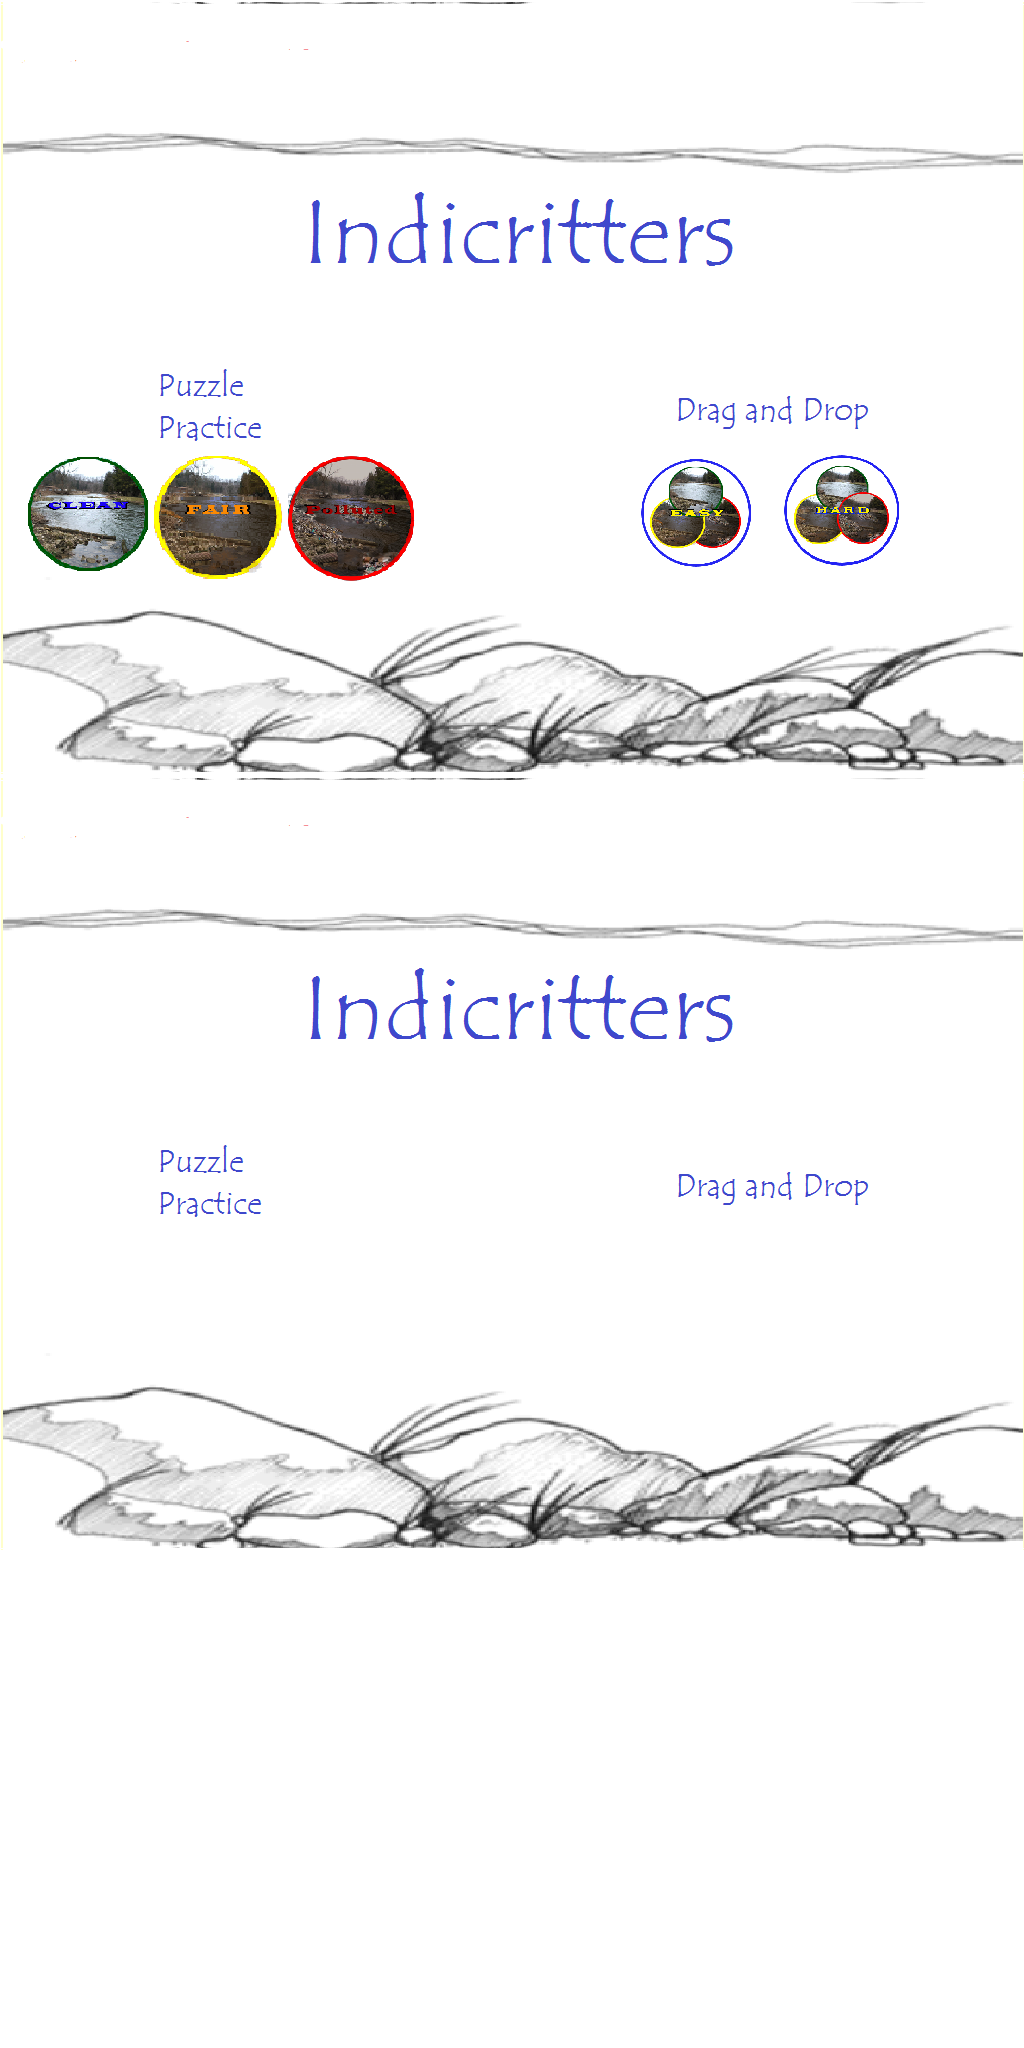 Indicritters
Puzzle
Practice
Drag and Drop
CLEAN
FAIR
Polluted
EASY
HARD
Indicritters
Puzzle
Practice
Drag and Drop